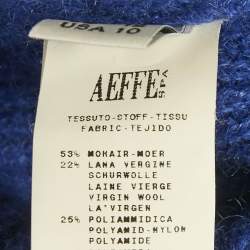 USA 10
AEFFE SPA
TESSUTO-STOFF-TISSU
FABRIC-TEJIDO
53% MOHAIR-MOER
22% LANA VERGINE
SCHURWOLLE
LAINE VIERGE
VIRGIN WOOL
LA'VIRGEN
25% POLIAMMIDICA
POLYAMID-NYLON
POLYAMIDE